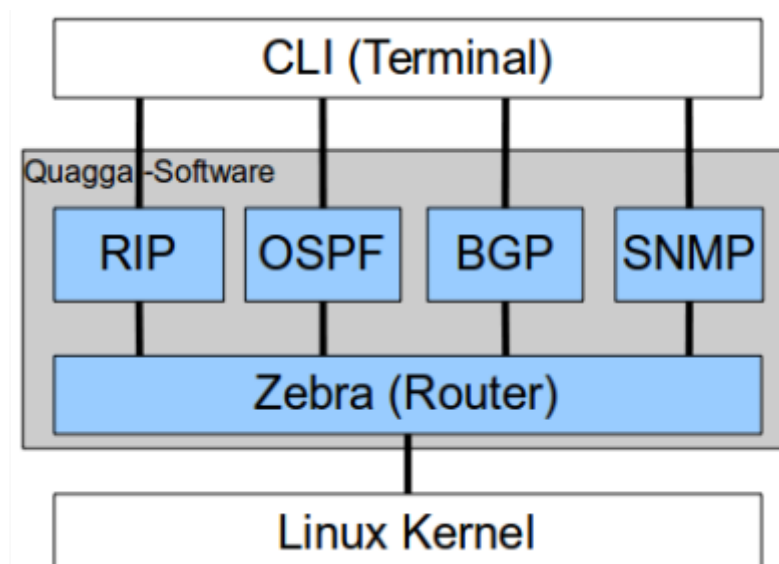 CLI (Terminal)
Quagga-Software
RIP OSPF BGP SNMP
Zebra (Router)
Linux Kernel